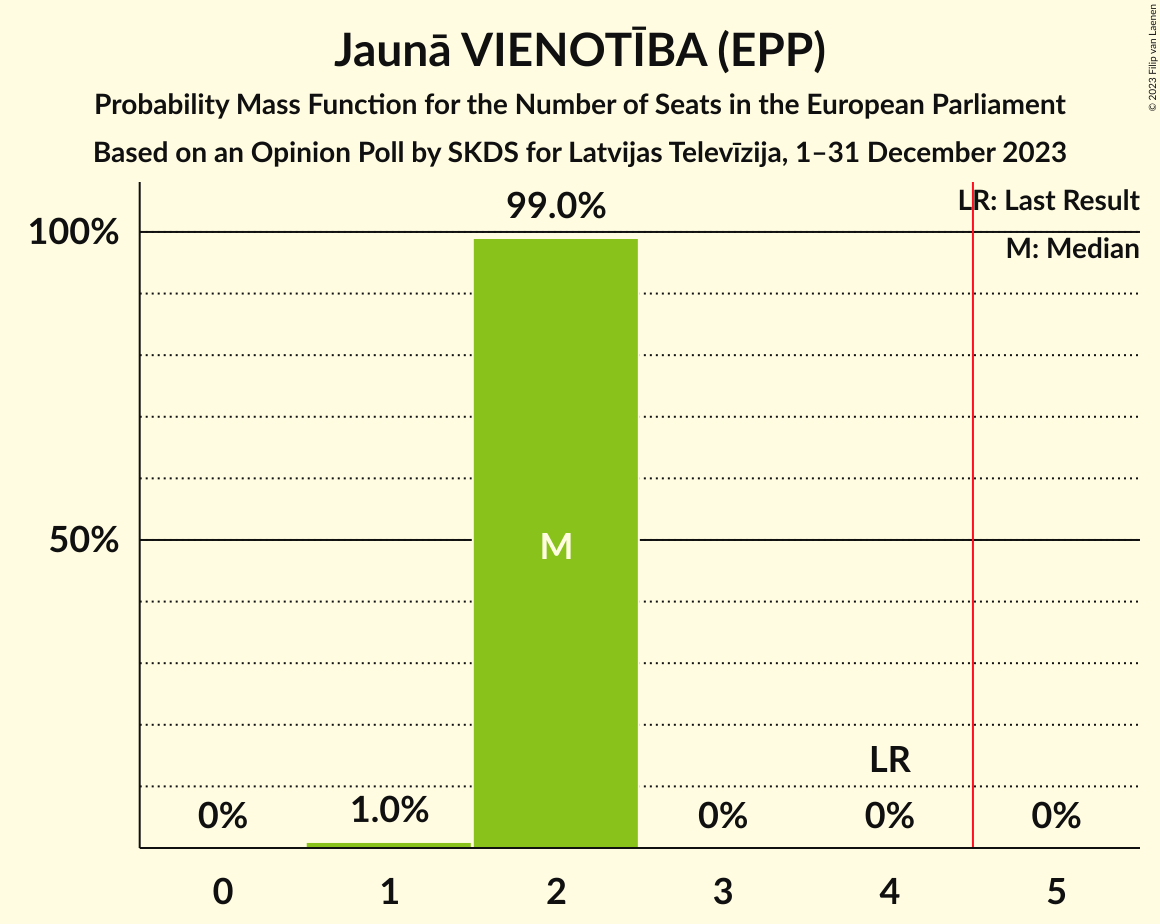 Jaunā VIENOTĪBA (EPP)
Probability Mass Function for the Number of Seats in the European Parliament
Based on an Opinion Poll by SKDS for Latvijas Televīzija, 1–31 December 2023
© 2023 Filip van Laenen
LR: Last Result
M: Median
100%
50%
99.0%
M
LR
0%
1.0%
0%
0%
0%
0
1
2
3
4
5